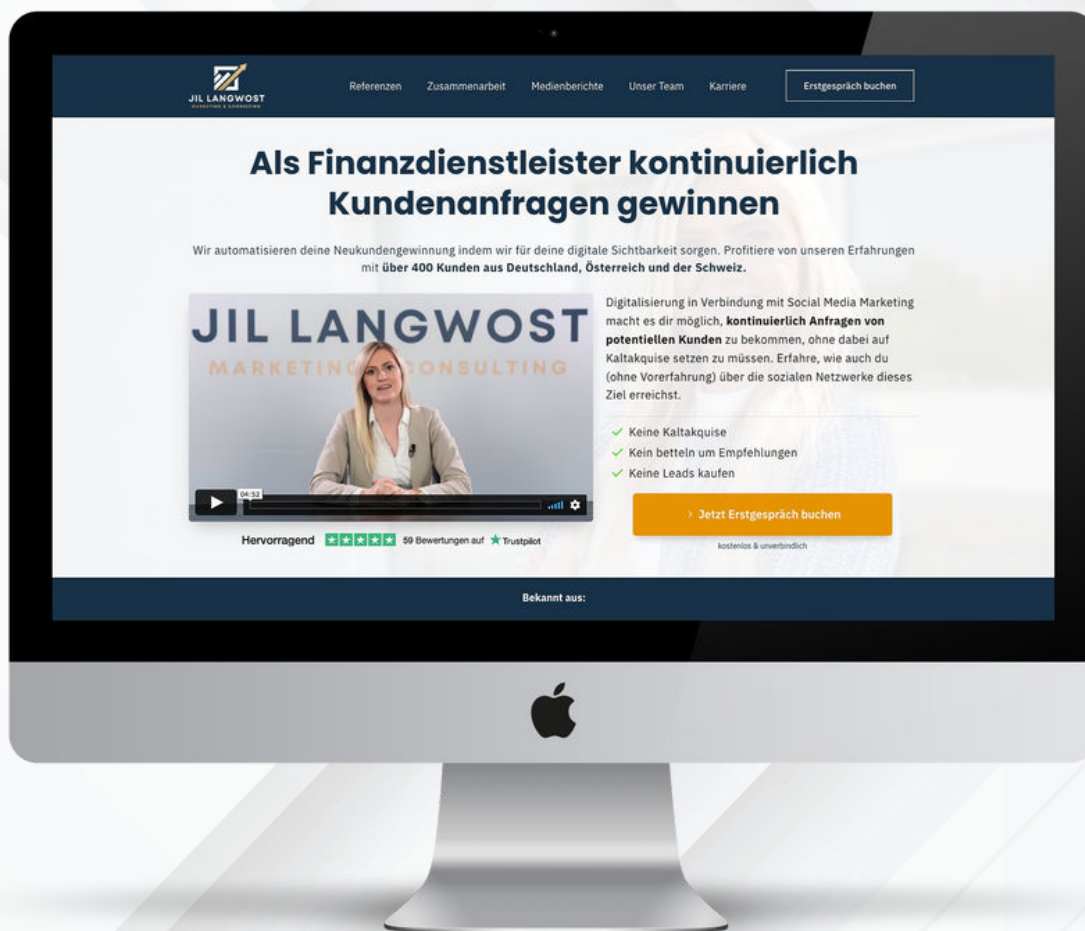 JIL LANGWOST
MARKETING & CONSULTING
Referenzen
Zusammenarbeit
Medienberichte
Unser Team
Karriere
Erstgespräch buchen
Als Finanzdienstleister kontinuierlich
Kundenanfragen gewinnen
Wir automatisieren deine Neukundengewinnung indem wir für deine digitale Sichtbarkeit sorgen. Profitiere von unseren Erfahrungen
mit über 400 Kunden aus Deutschland, Österreich und der Schweiz.
JIL LANGWOST
MARKETING CONSULTING
04:52
Hervorragend 59 Bewertungen auf Trustpilot
Digitalisierung in Verbindung mit Social Media Marketing
macht es dir möglich, kontinuierlich Anfragen von
potentiellen Kunden zu bekommen, ohne dabei auf
Kaltakquise setzen zu müssen. Erfahre, wie auch du
(ohne Vorerfahrung) über die sozialen Netzwerke dieses
Ziel erreichst.
Keine Kaltakquise
Kein betteln um Empfehlungen
Keine Leads kaufen
› Jetzt Erstgespräch buchen
kostenlos & unverbindlich
Bekannt aus: